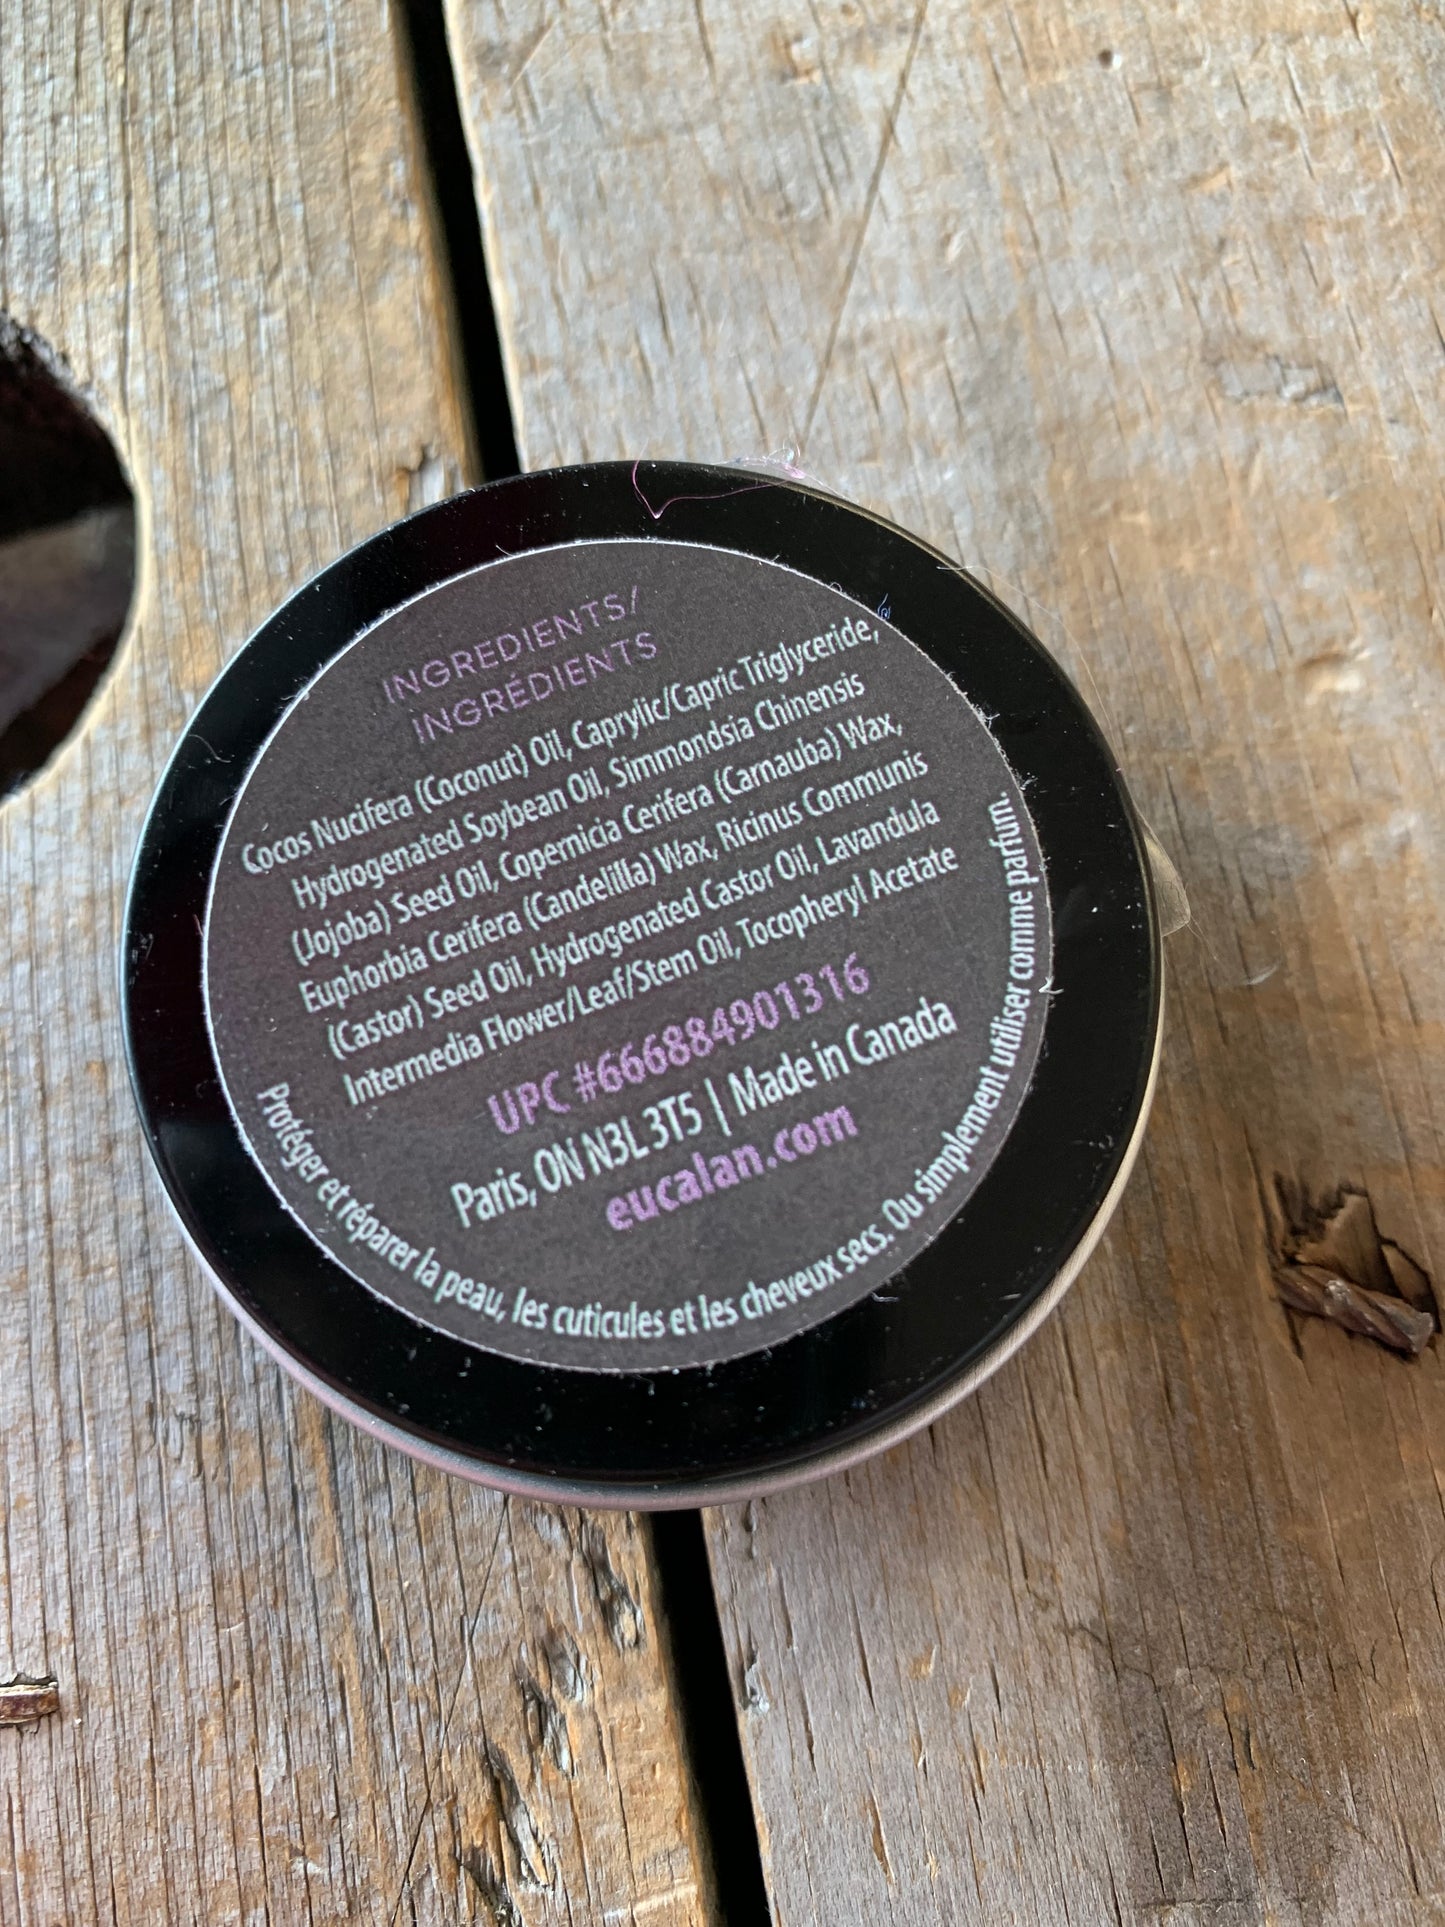 INGREDIENTS/
INGRÉDIENTS
Cocos Nucifera (Coconut) Oil, Caprylic/Capric Triglyceride,
Hydrogenated Soybean Oil, Simmondsia Chinensis
(Jojoba) Seed Oil, Copernicia Cerifera (Carnauba) Wax,
Euphorbia Cerifera (Candelilla) Wax, Ricinus Communis
(Castor) Seed Oil, Hydrogenated Castor Oil, Lavandula
Intermedia Flower/Leaf/Stem Oil, Tocopheryl Acetate
UPC #666884901316
Paris, ON N3L 3T5 | Made in Canada
eucalan.com
Protéger et réparer la peau, les cuticules et les cheveux secs. Ou simplement utiliser comme parfum.